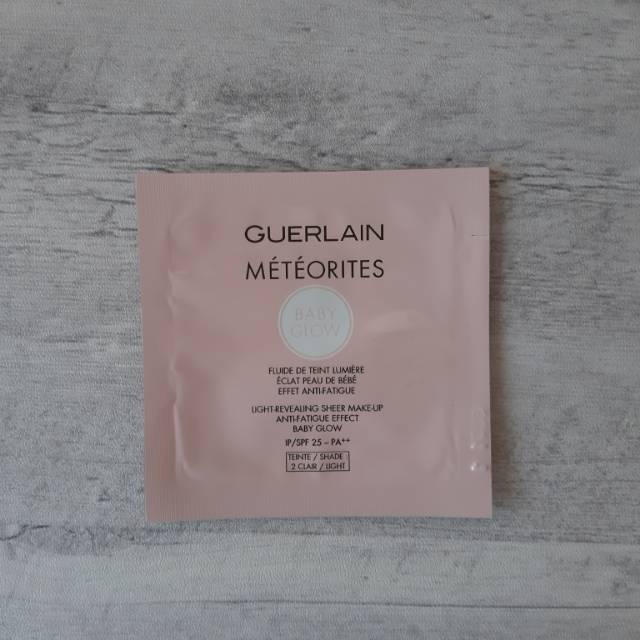 GUERLAIN
MÉTÉORITES
BABY
GLOW
FLUIDE DE TEINT LUMIÈRE
ÉCLAT PEAU DE BÉBÉ
EFFET ANTI-FATIGUE
LIGHT-REVEALING SHEER MAKE-UP
ANTI-FATIGUE EFFECT
BABY GLOW
IP/SPF 25 – PA++
TEINTE / SHADE
2 CLAIR / LIGHT